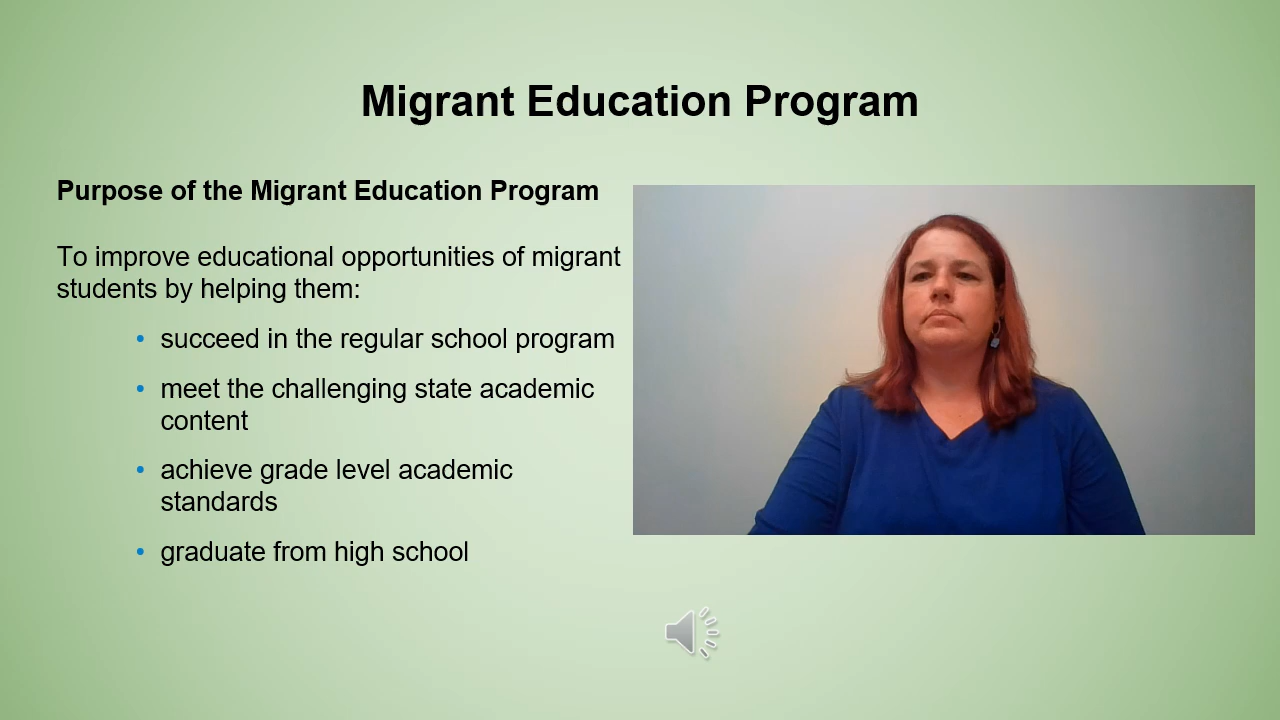 Migrant Education Program
Purpose of the Migrant Education Program
To improve educational opportunities of migrant
students by helping them:
• succeed in the regular school program
• meet the challenging state academic
content
• achieve grade level academic
standards
• graduate from high school